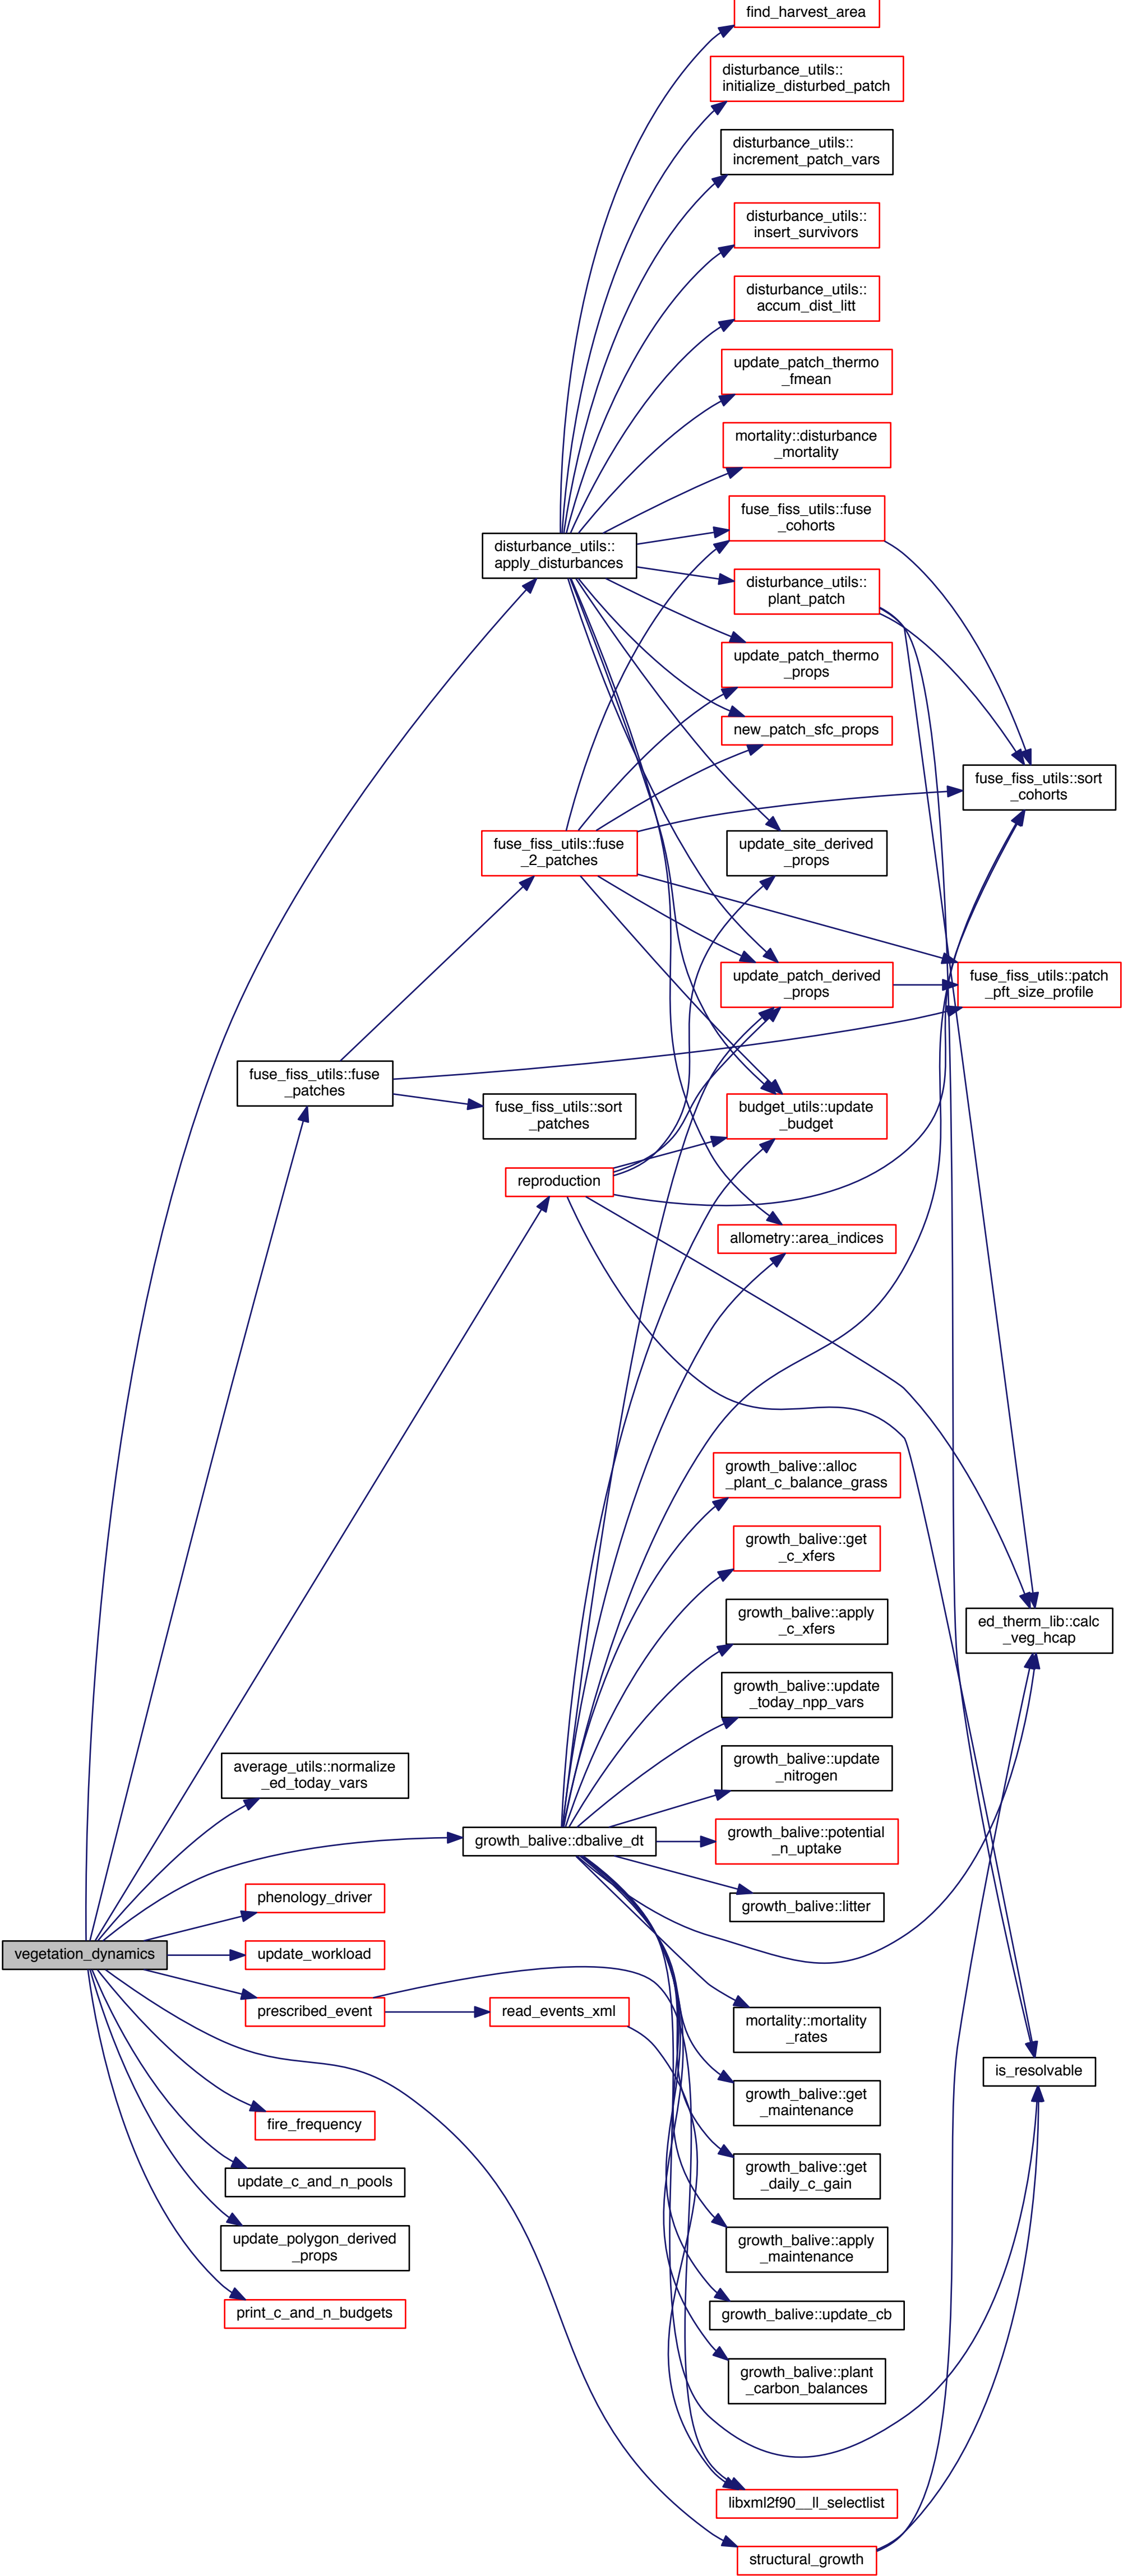 find_harvest_area
disturbance_utils::
initialize_disturbed_patch
disturbance_utils::
increment_patch_vars
disturbance_utils::
insert_survivors
disturbance_utils::
accum_dist_litt
update_patch_thermo
_fmean
mortality::disturbance
_mortality
fuse_fiss_utils::fuse
_cohorts
disturbance_utils::
apply_disturbances
disturbance_utils::
plant_patch
update_patch_thermo
_props
new_patch_sfc_props
fuse_fiss_utils::sort
_cohorts
fuse_fiss_utils::fuse
_2_patches
update_site_derived
_props
update_patch_derived
_props
fuse_fiss_utils::patch
_pft_size_profile
fuse_fiss_utils::fuse
_patches
fuse_fiss_utils::sort
_patches
budget_utils::update
_budget
reproduction
allometry::area_indices
growth_balive::alloc
_plant_c_balance_grass
growth_balive::get
_c_xfers
growth_balive::apply
_c_xfers
ed_therm_lib::calc
_veg_hcap
growth_balive::update
_today_npp_vars
average_utils::normalize
_ed_today_vars
growth_balive::update
_nitrogen
growth_balive::dbalive_dt
growth_balive::potential
_n_uptake
phenology_driver
growth_balive::litter
vegetation_dynamics
update_workload
prescribed_event
read_events_xml
mortality::mortality
_rates
is_resolvable
growth_balive::get
_maintenance
fire_frequency
growth_balive::get
_daily_c_gain
update_c_and_n_pools
update_polygon_derived
_props
growth_balive::apply
_maintenance
print_c_and_n_budgets
growth_balive::update_cb
growth_balive::plant
_carbon_balances
libxml2f90__ll_selectlist
structural_growth